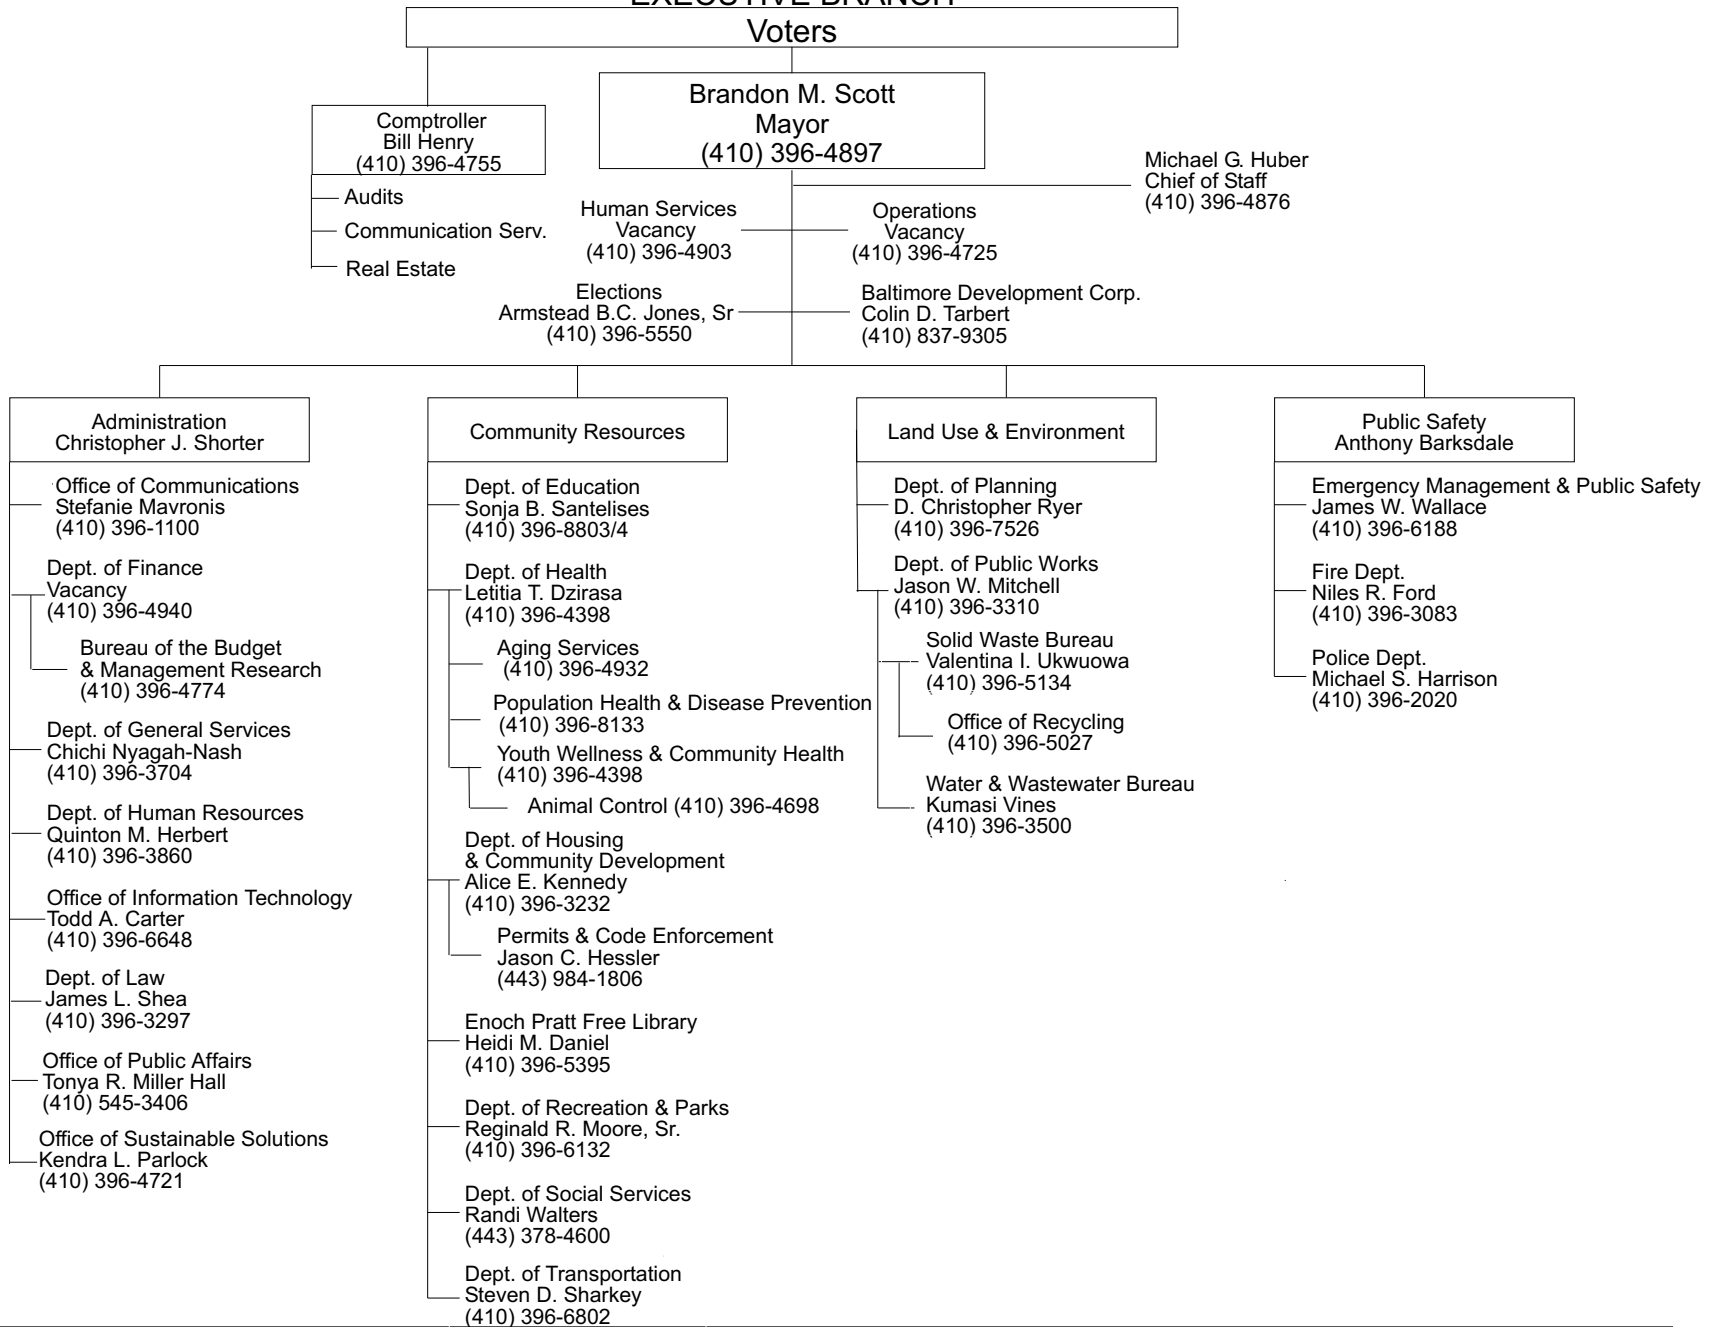 EXECUTIVE BRANCH
Voters
Comptroller
Bill Henry
(410) 396-4755
Audits
Communication Serv.
Real Estate
Brandon M. Scott
Mayor
(410) 396-4897
Michael G. Huber
Chief of Staff
(410) 396-4876
Human Services
Vacancy
(410) 396-4903
Operations
Vacancy
(410) 396-4725
Elections
Armstead B.C. Jones, Sr
(410) 396-5550
Baltimore Development Corp.
Colin D. Tarbert
(410) 837-9305
Administration
Christopher J. Shorter
Office of Communications
Stefanie Mavronis
(410) 396-1100
Dept. of Finance
Vacancy
(410) 396-4940
Bureau of the Budget
& Management Research
(410) 396-4774
Dept. of General Services
Chichi Nyagah-Nash
(410) 396-3704
Dept. of Human Resources
Quinton M. Herbert
(410) 396-3860
Office of Information Technology
Todd A. Carter
(410) 396-6648
Dept. of Law
James L. Shea
(410) 396-3297
Office of Public Affairs
Tonya R. Miller Hall
(410) 545-3406
Office of Sustainable Solutions
Kendra L. Parlock
(410) 396-4721
Community Resources
Dept. of Education
Sonja B. Santelises
(410) 396-8803/4
Dept. of Health
Letitia T. Dzirasa
(410) 396-4398
Aging Services
(410) 396-4932
Population Health & Disease Prevention
(410) 396-8133
Youth Wellness & Community Health
(410) 396-4398
Animal Control (410) 396-4698
Dept. of Housing
& Community Development
Alice E. Kennedy
(410) 396-3232
Permits & Code Enforcement
Jason C. Hessler
(443) 984-1806
Enoch Pratt Free Library
Heidi M. Daniel
(410) 396-5395
Dept. of Recreation & Parks
Reginald R. Moore, Sr.
(410) 396-6132
Dept. of Social Services
Randi Walters
(443) 378-4600
Dept. of Transportation
Steven D. Sharkey
(410) 396-6802
Land Use & Environment
Dept. of Planning
D. Christopher Ryer
(410) 396-7526
Dept. of Public Works
Jason W. Mitchell
(410) 396-3310
Solid Waste Bureau
Valentina I. Ukwuowa
(410) 396-5134
Office of Recycling
(410) 396-5027
Water & Wastewater Bureau
Kumasi Vines
(410) 396-3500
Public Safety
Anthony Barksdale
Emergency Management & Public Safety
James W. Wallace
(410) 396-6188
Fire Dept.
Niles R. Ford
(410) 396-3083
Police Dept.
Michael S. Harrison
(410) 396-2020